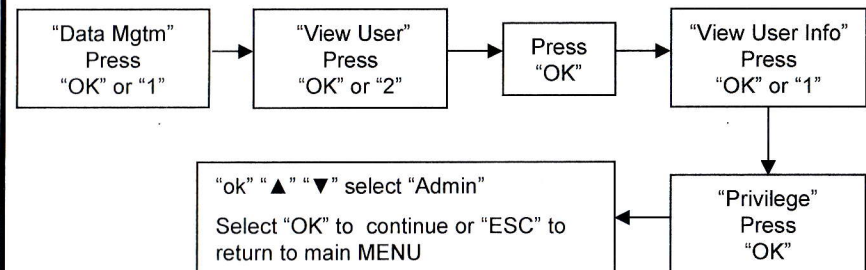 “Data Mgtm”
Press
“OK” or “1”
“View User”
Press
“OK” or “2”
Press
“OK”
“View User Info”
Press
“OK” or “1”
“Privilege”
Press
“OK”
“ok” “▲” “▼” select “Admin”
Select “OK” to continue or “ESC” to
return to main MENU